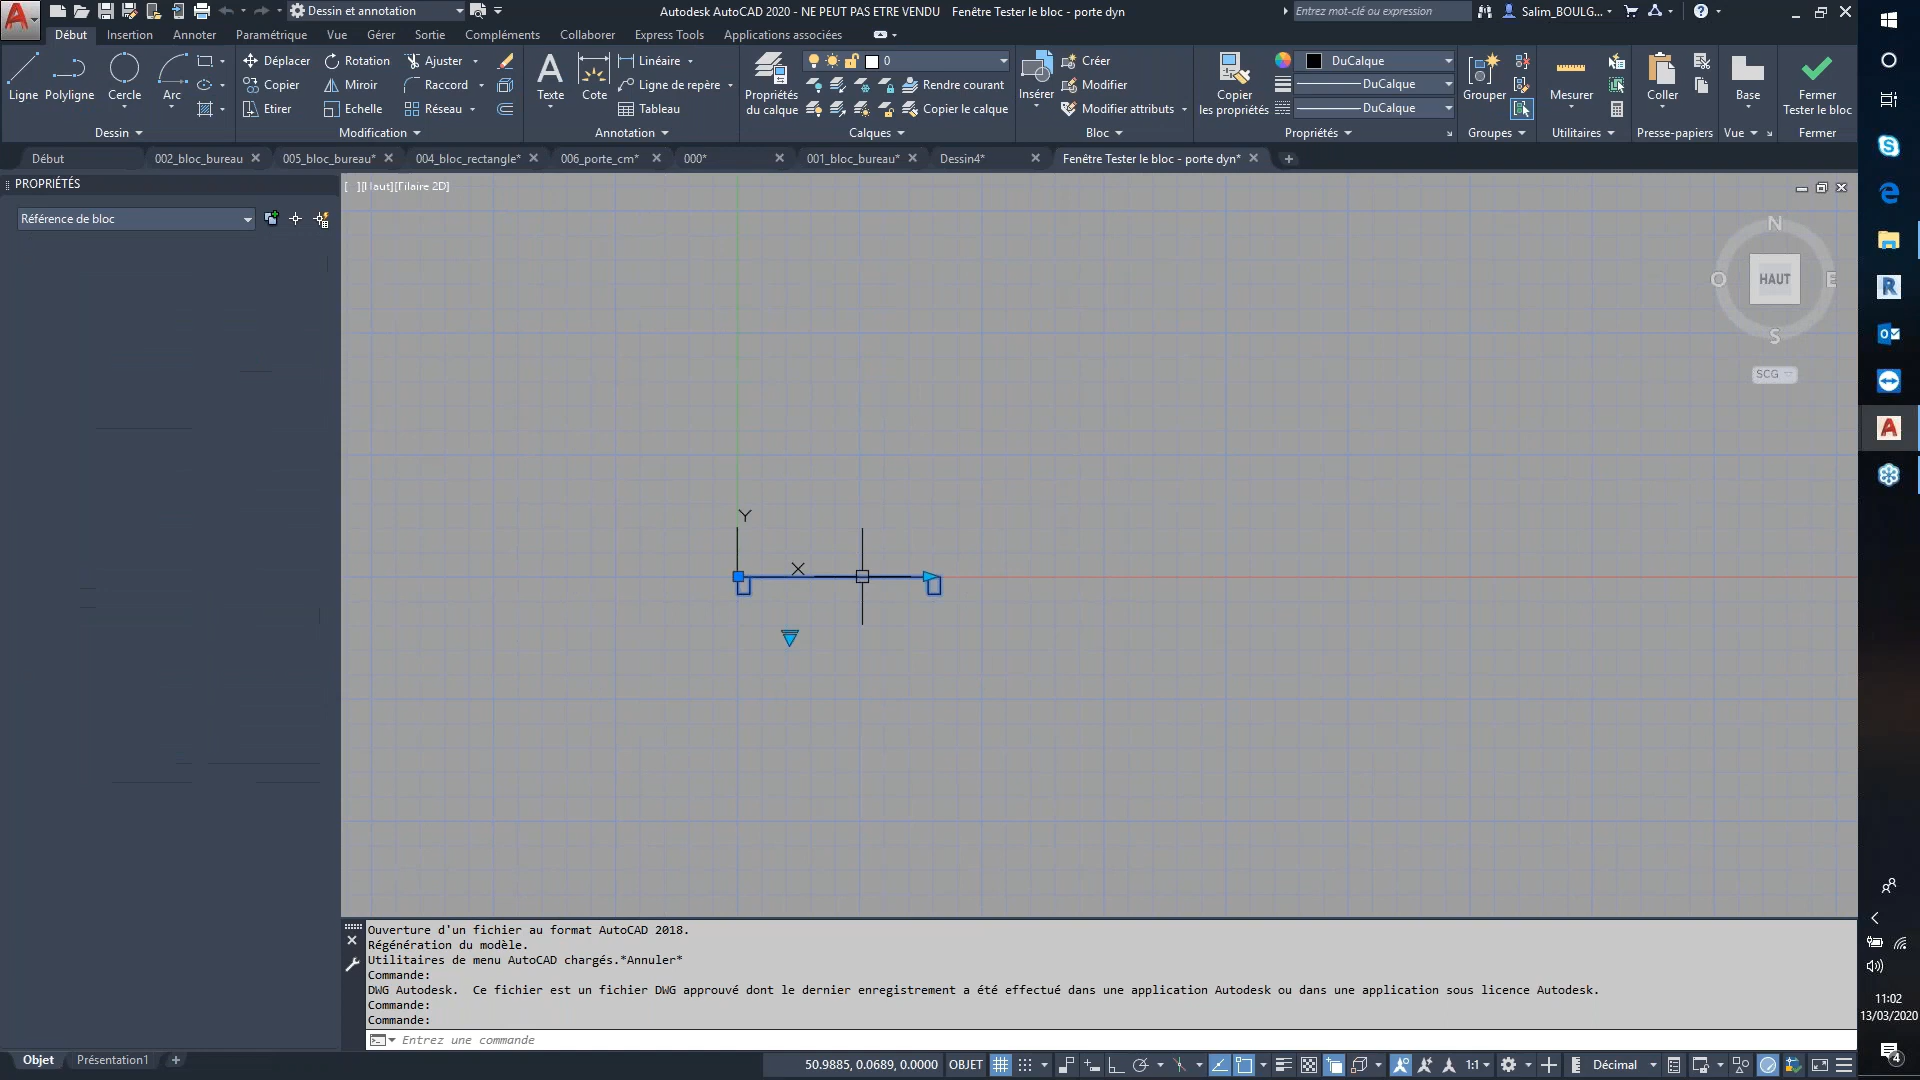 Dessin et annotation
Autodesk AutoCAD 2020 - NE PEUT PAS ETRE VENDU Fenêtre Tester le bloc - porte dyn
Entrez mot-clé ou expression
Salim_BOULG...
Début Insertion Annoter Paramétrique Vue Gérer Sortie Compléments Collaborer Express Tools Applications associées
Ligne Polyligne Cercle Arc
Déplacer Rotation Ajuster
Copier Miroir Raccord
Etirer Echelle Réseau
Texte Cote
Linéaire
Ligne de repère
Tableau
Propriétés
du calque
0
Rendre courant
Copier le calque
Insérer
Créer
Modifier
Modifier attributs
Copier
les propriétés
DuCalque
DuCalque
DuCalque
Grouper
Mesurer
Coller
Base
Fermer
Tester le bloc
Dessin Modification Annotation Calques Bloc Propriétés Groupes Utilitaires Presse-papiers Vue Fermer
Début 002_bloc_bureau 005_bloc_bureau* 004_bloc_rectangle* 006_porte_cm* 000* 001_bloc_bureau* Dessin4* Fenêtre Tester le bloc - porte dyn*
PROPRIÉTÉS
Référence de bloc
[Haut][Filaire 2D]
N
O HAUT E
S
SCG
Y
X
Ouverture d'un fichier au format AutoCAD 2018.
Régénération du modèle.
Utilitaires de menu AutoCAD chargés.*Annuler*
Commande:
DWG Autodesk. Ce fichier est un fichier DWG approuvé dont le dernier enregistrement a été effectué dans une application Autodesk ou dans une application sous licence Autodesk.
Commande:
Commande:
Entrez une commande
Objet Présentation1
50.9885, 0.0689, 0.0000 OBJET
1:1
Décimal
11:02
13/03/2020
4